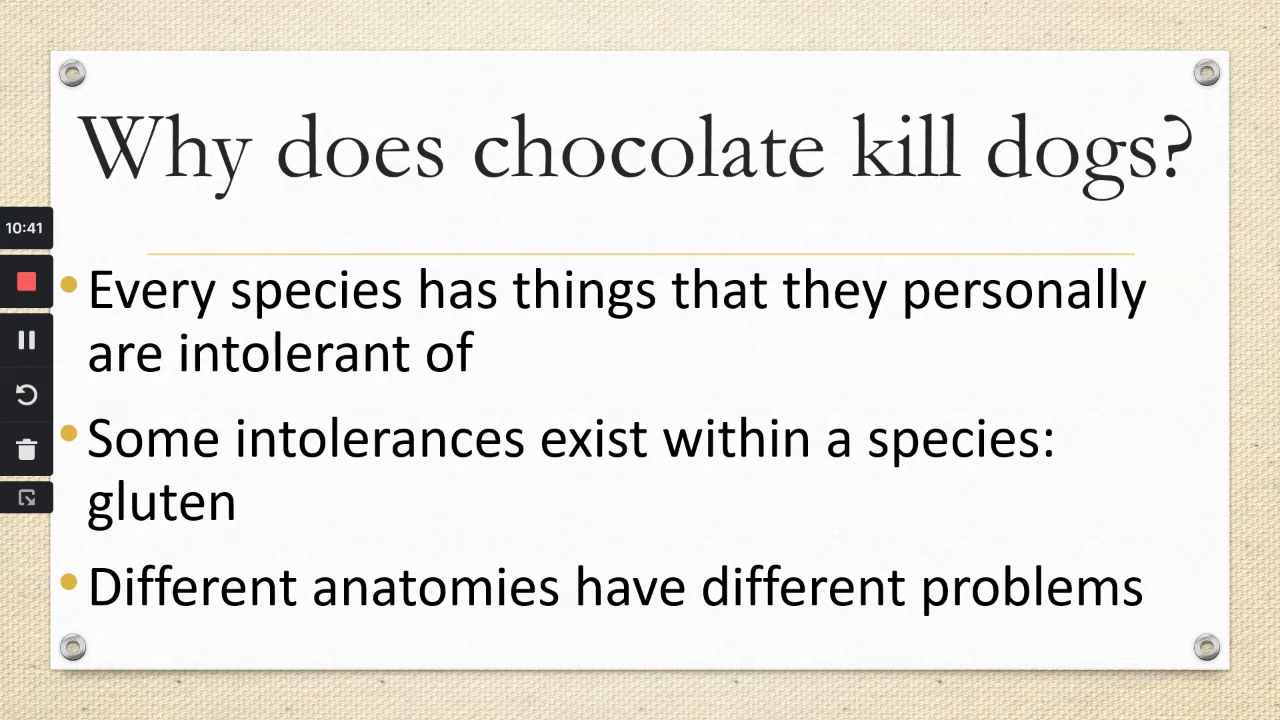 Why does chocolate kill dogs?
10:41
• Every species has things that they personally
are intolerant of
• Some intolerances exist within a species:
gluten
• Different anatomies have different problems